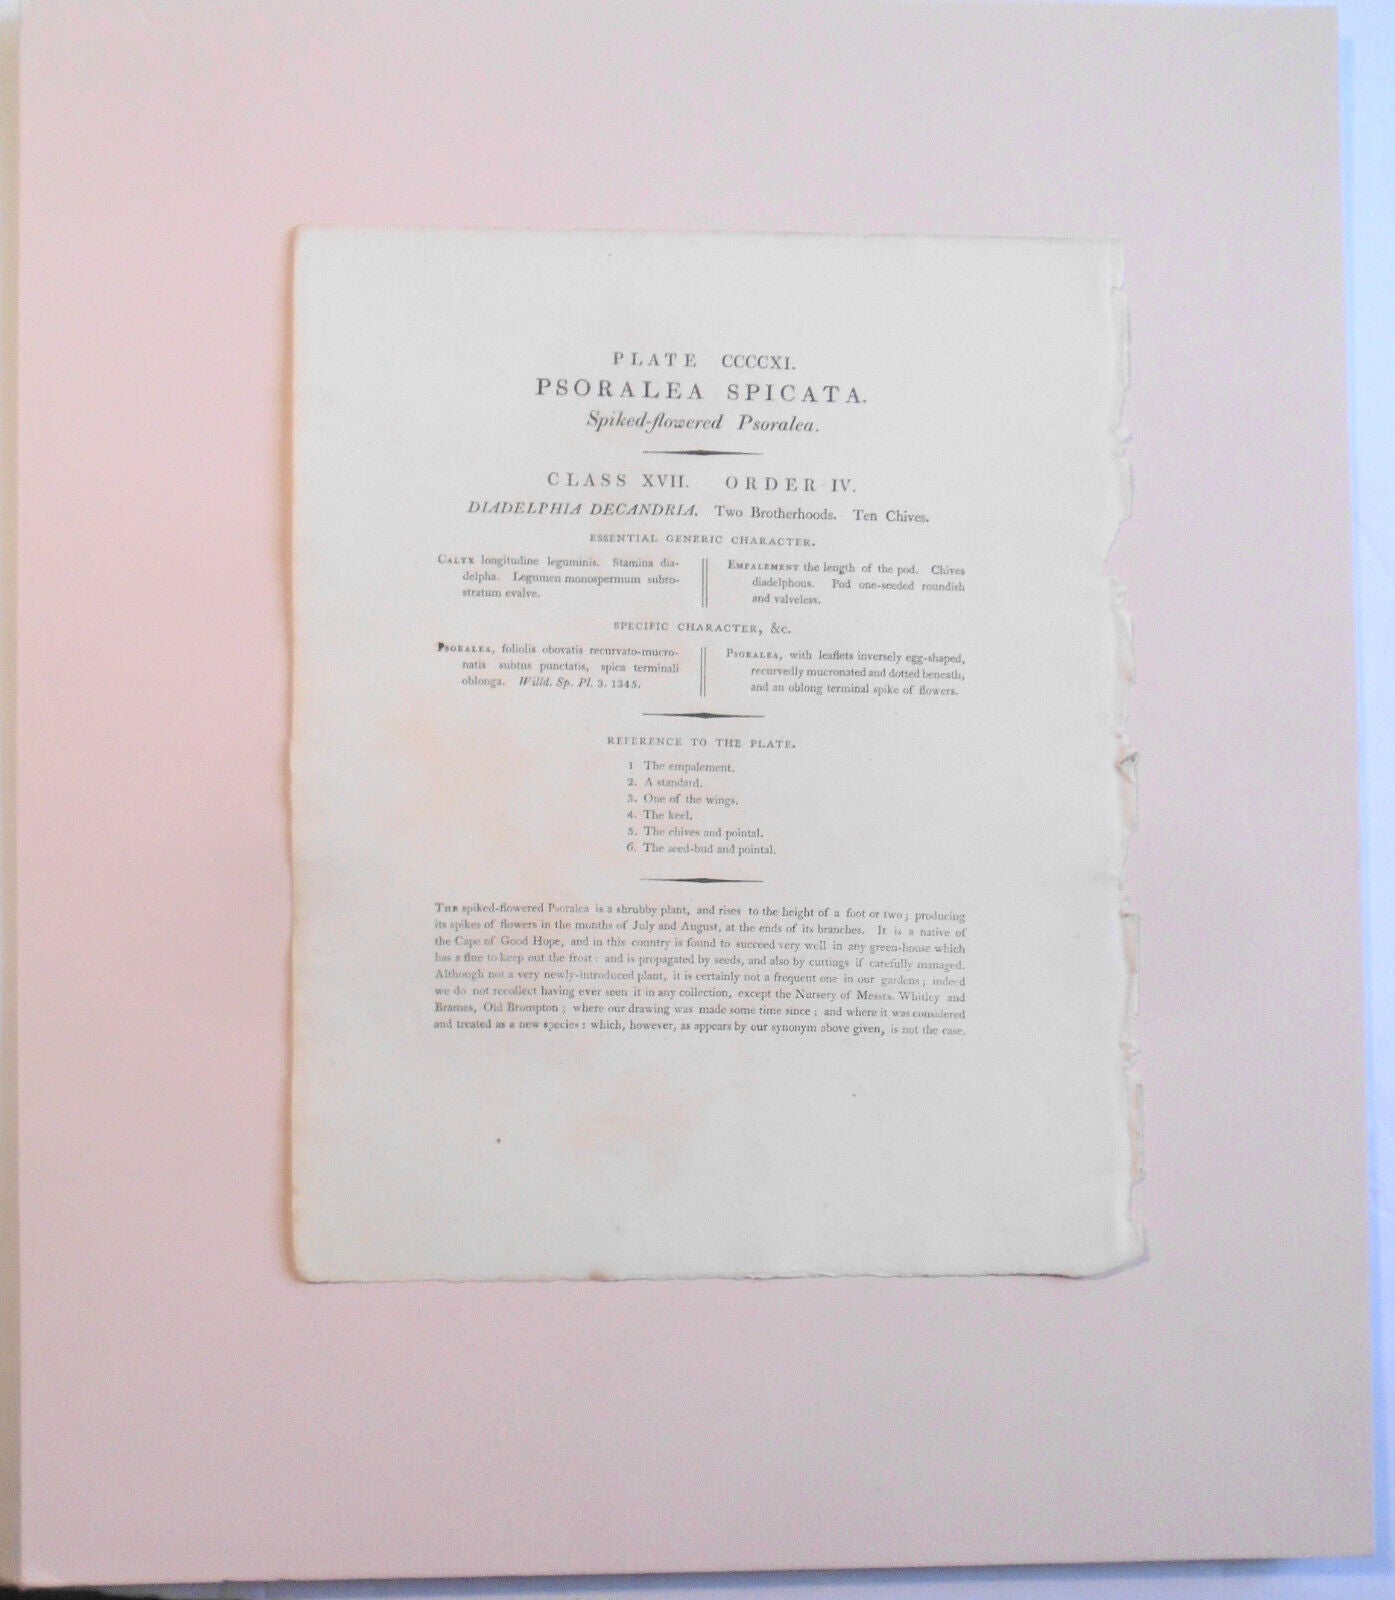 PLATE CCCCXI.
PSORALEA SPICATA.
Spiked-flowered Psoralea.
CLASS XVII. ORDER IV.
DIADELPHIA DECANDRIA. Two Brotherhoods. Ten Chives.
ESSENTIAL GENERIC CHARACTER.
CALYX longitudine leguminis. Stamina dia-
delpha. Legumen monospermum subro-
stratum evalve.
EMPALEMENT the length of the pod. Chives
diadelphous. Pod one-seeded roundish
and valveless.
SPECIFIC CHARACTER, &c.
PSORALEA, foliolis obovatis recurvato-mucro-
natis subtus punctatis, spica terminali
oblonga. Willd. Sp. Pl. 3. 1345.
PSORALEA, with leaflets inversely egg-shaped,
recurvedly mucronated and dotted beneath,
and an oblong terminal spike of flowers.
REFERENCE TO THE PLATE.
1 The empalement.
2. A standard.
3. One of the wings.
4. The keel.
5. The chives and pointal.
6. The seed-bud and pointal.
THE spiked-flowered Psoralea is a shrubby plant, and rises to the height of a foot or two; producing
its spikes of flowers in the months of July and August, at the ends of its branches. It is a native of
the Cape of Good Hope, and in this country is found to succeed very well in any green-house which
has a flue to keep out the frost: and is propagated by seeds, and also by cuttings if carefully managed.
Although not a very newly-introduced plant, it is certainly not a frequent one in our gardens; indeed
we do not recollect having ever seen it in any collection, except the Nursery of Messrs. Whitley and
Brames, Old Brompton; where our drawing was made some time since; and where it was considered
and treated as a new species: which, however, as appears by our synonym above given, is not the case.